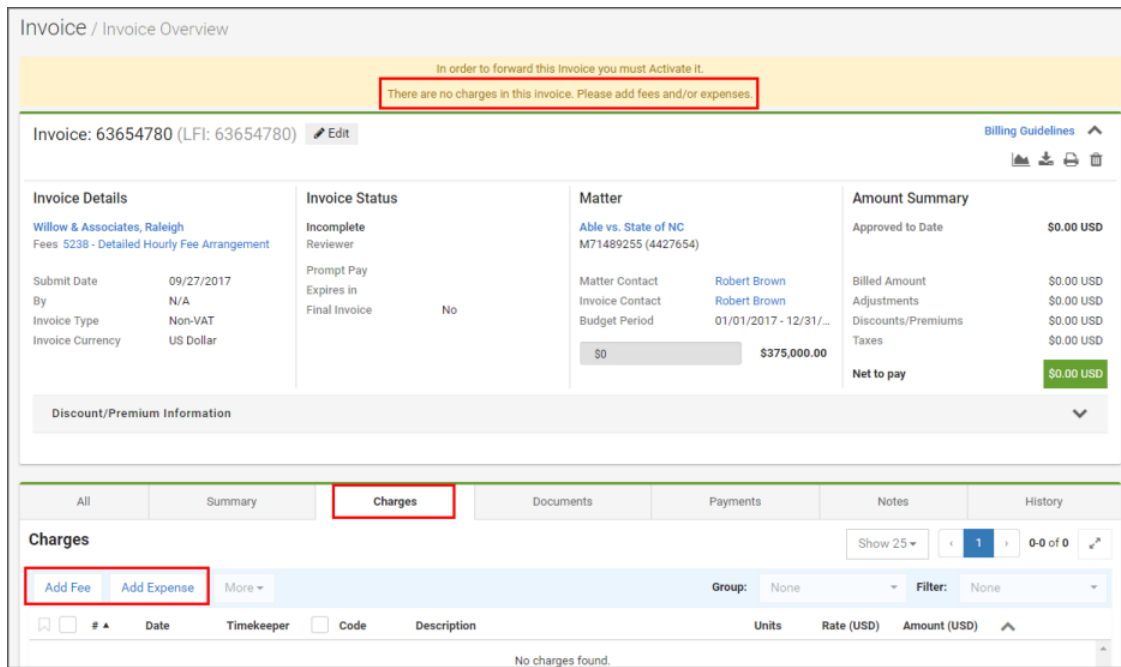 Invoice / Invoice Overview
In order to forward this Invoice you must Activate it.
There are no charges in this invoice. Please add fees and/or expenses.
Invoice: 63654780 (LFI: 63654780) Edit
Billing Guidelines
Invoice Details
Willow & Associates, Raleigh
Fees 5238 - Detailed Hourly Fee Arrangement
Submit Date 09/27/2017
By N/A
Invoice Type Non-VAT
Invoice Currency US Dollar
Invoice Status
Incomplete
Reviewer
Prompt Pay
Expires in
Final Invoice No
Matter
Able vs. State of NC
M71489255 (4427654)
Matter Contact Robert Brown
Invoice Contact Robert Brown
Budget Period 01/01/2017 - 12/31/...
$0 $375,000.00
Amount Summary
Approved to Date $0.00 USD
Billed Amount $0.00 USD
Adjustments $0.00 USD
Discounts/Premiums $0.00 USD
Taxes $0.00 USD
Net to pay $0.00 USD
Discount/Premium Information
All Summary Charges Documents Payments Notes History
Charges Show 25 1 0-0 of 0
Add Fee Add Expense More Group: None Filter: None
# Date Timekeeper Code Description Units Rate (USD) Amount (USD)
No charges found.